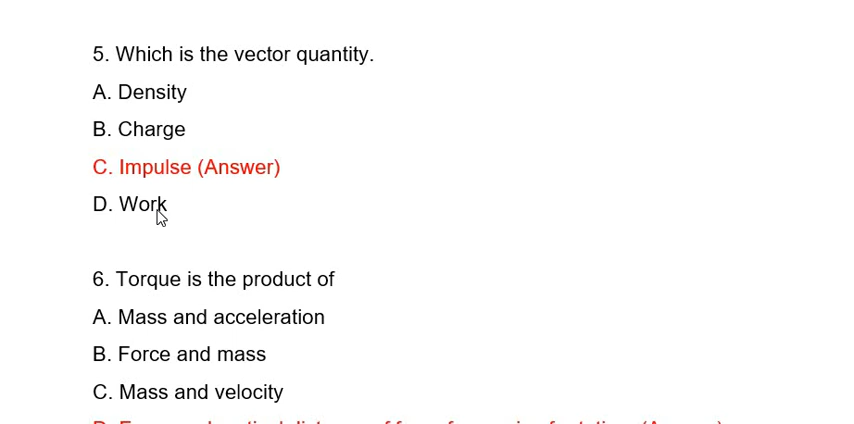 5. Which is the vector quantity.
A. Density
B. Charge
C. Impulse (Answer)
D. Work
6. Torque is the product of
A. Mass and acceleration
B. Force and mass
C. Mass and velocity